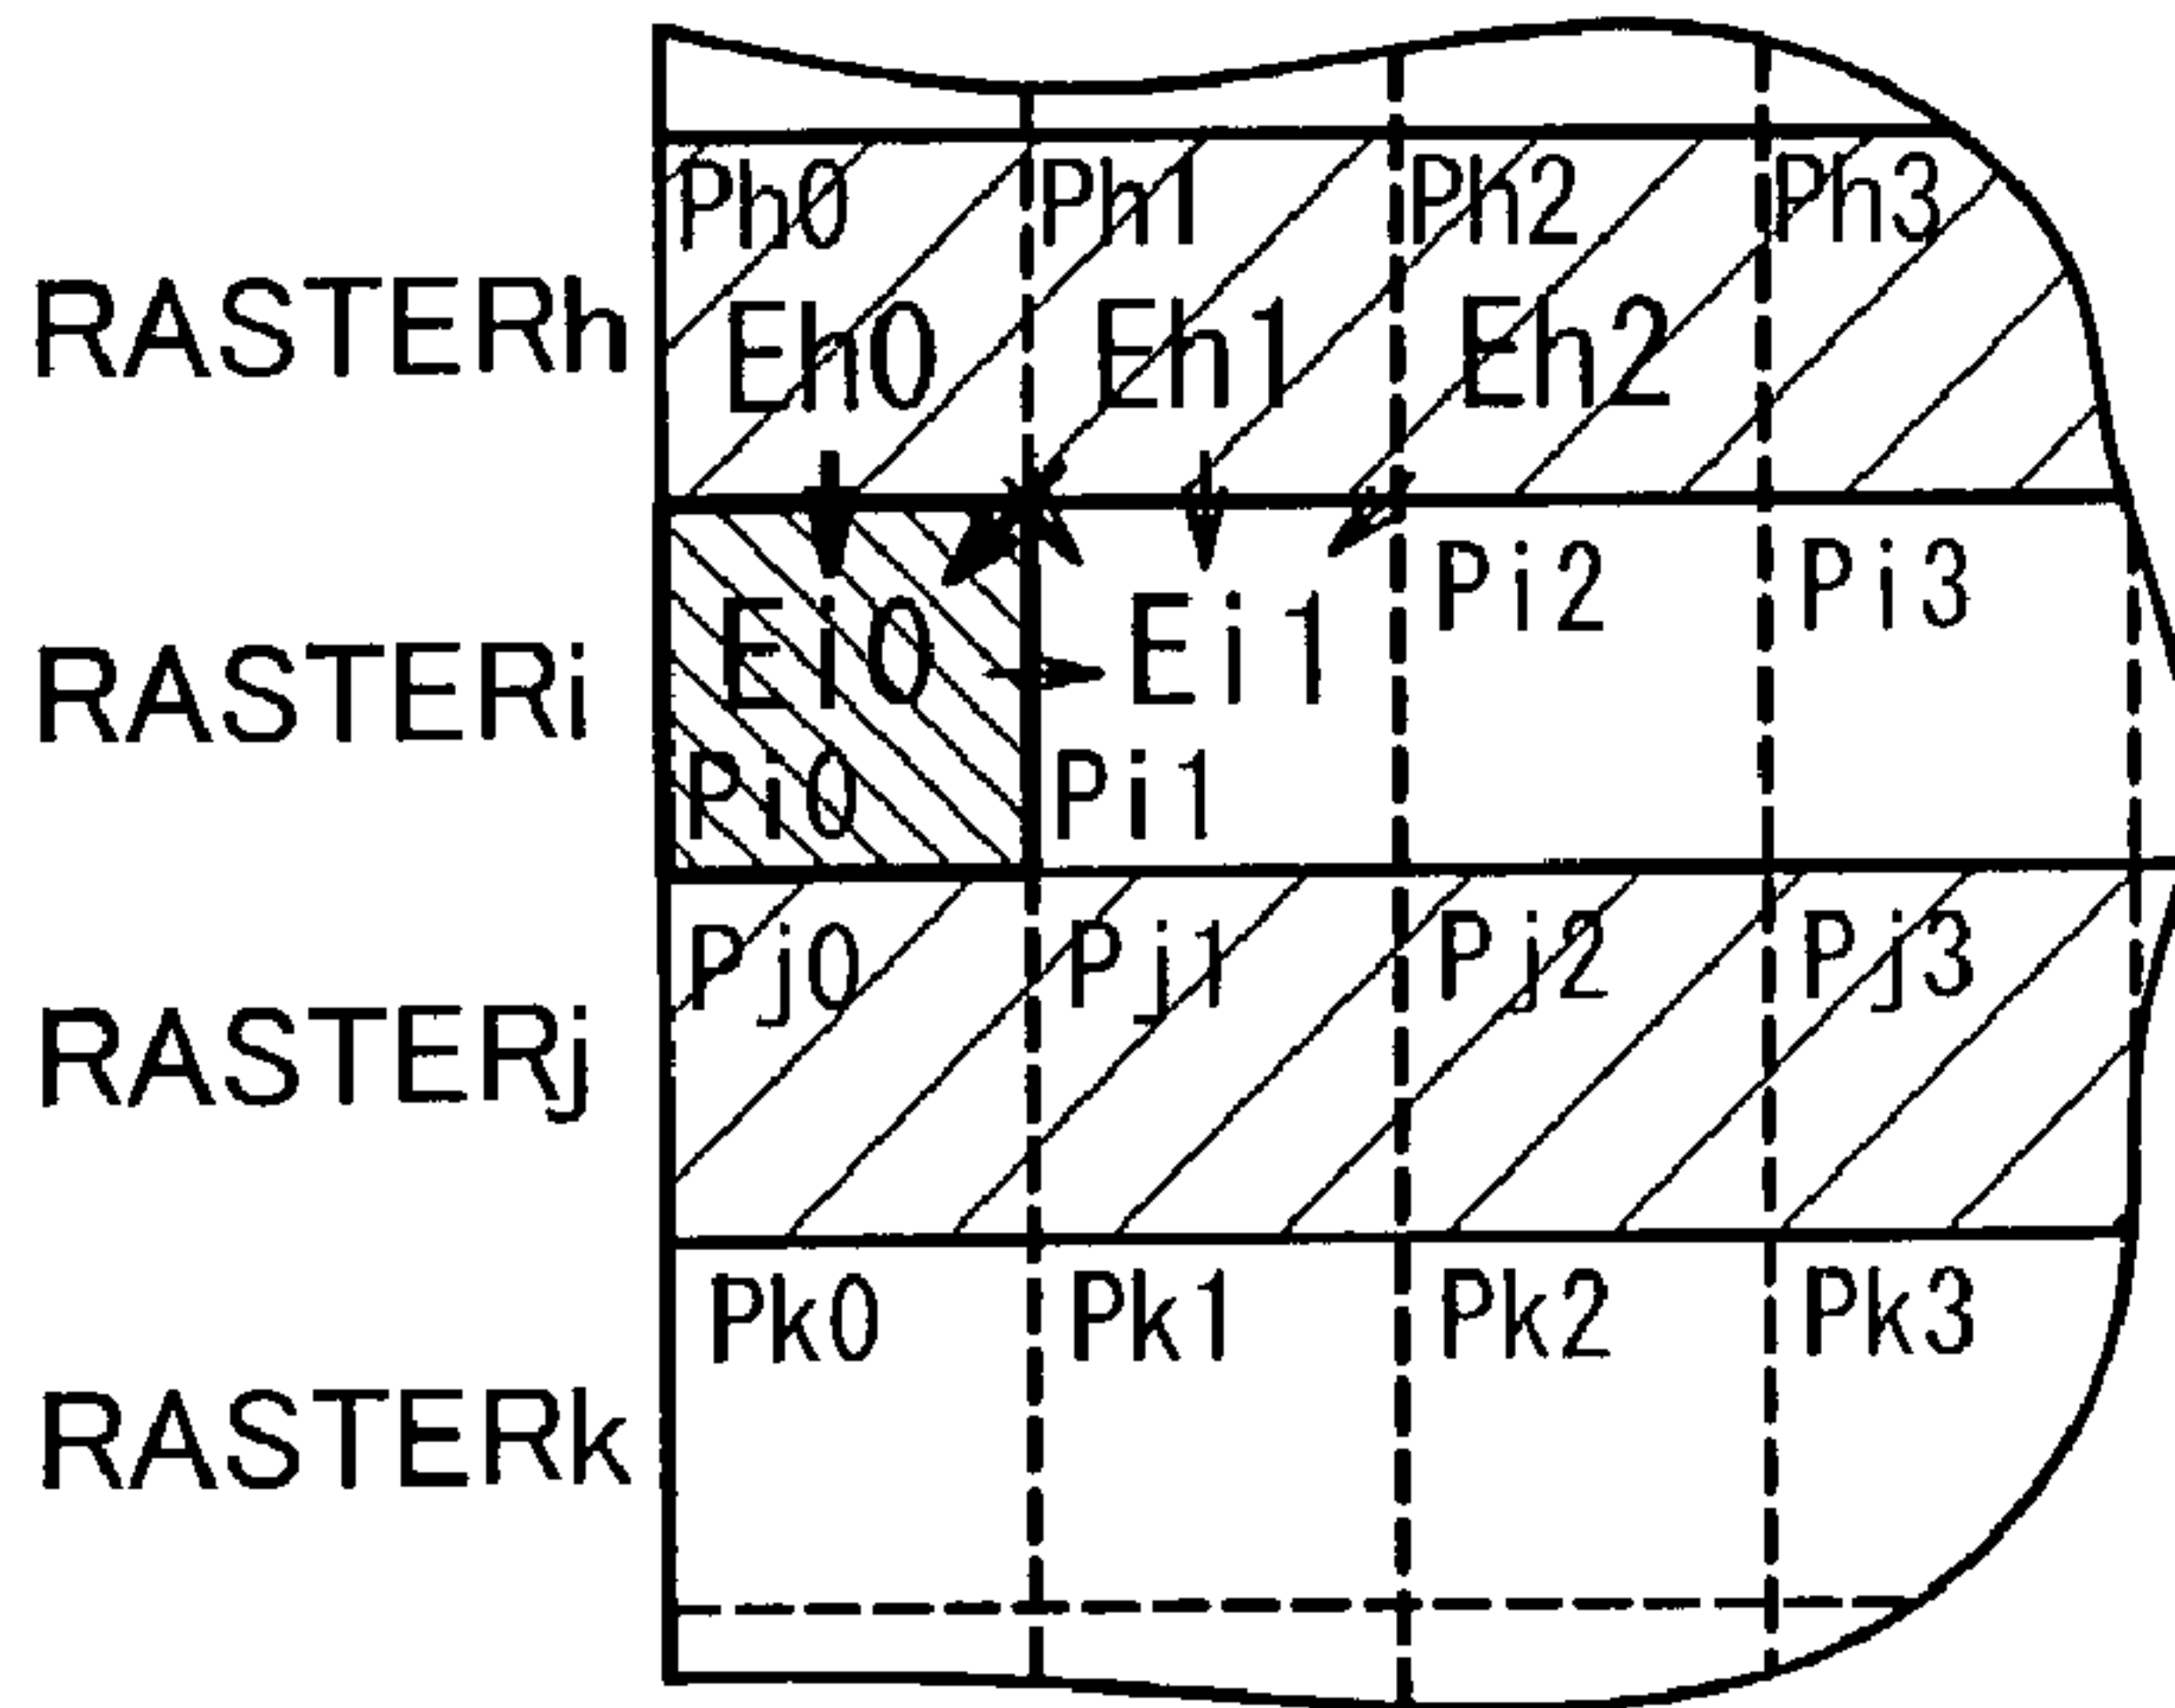 Ph0 Ph1 Ph2 Ph3
RASTERh Eh0 Eh1 Eh2
Pi2 Pi3
RASTERi Ei0 Ei1
Pi0 Pi1
Pj0 Pj1 Pj2 Pj3
RASTERj
Pk0 Pk1 Pk2 Pk3
RASTERk